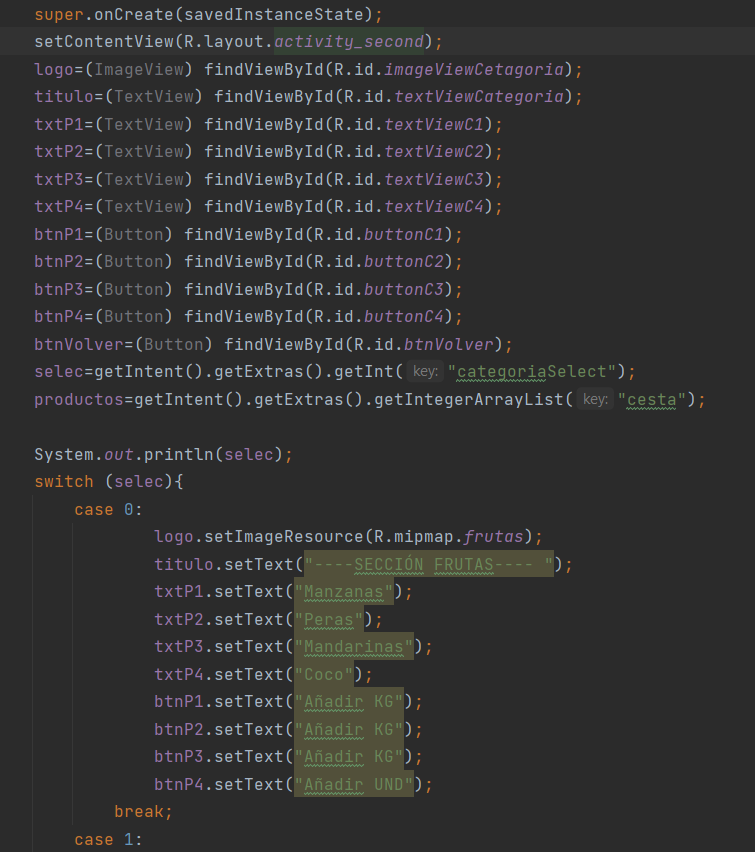 super.onCreate(savedInstanceState);
setContentView(R.layout.activity_second);
logo=(ImageView) findViewById(R.id.imageViewCetagoria);
titulo=(TextView) findViewById(R.id.textViewCategoria);
txtP1=(TextView) findViewById(R.id.textViewC1);
txtP2=(TextView) findViewById(R.id.textViewC2);
txtP3=(TextView) findViewById(R.id.textViewC3);
txtP4=(TextView) findViewById(R.id.textViewC4);
btnP1=(Button) findViewById(R.id.buttonC1);
btnP2=(Button) findViewById(R.id.buttonC2);
btnP3=(Button) findViewById(R.id.buttonC3);
btnP4=(Button) findViewById(R.id.buttonC4);
btnVolver=(Button) findViewById(R.id.btnVolver);
selec=getIntent().getExtras().getInt( key: "categoriaSelect");
productos=getIntent().getExtras().getIntegerArrayList( key: "cesta");
System.out.println(selec);
switch (selec){
case 0:
logo.setImageResource(R.mipmap.frutas);
titulo.setText("----SECCIÓN FRUTAS---- ");
txtP1.setText("Manzanas");
txtP2.setText("Peras");
txtP3.setText("Mandarinas");
txtP4.setText("Coco");
btnP1.setText("Añadir KG");
btnP2.setText("Añadir KG");
btnP3.setText("Añadir KG");
btnP4.setText("Añadir UND");
break;
case 1: